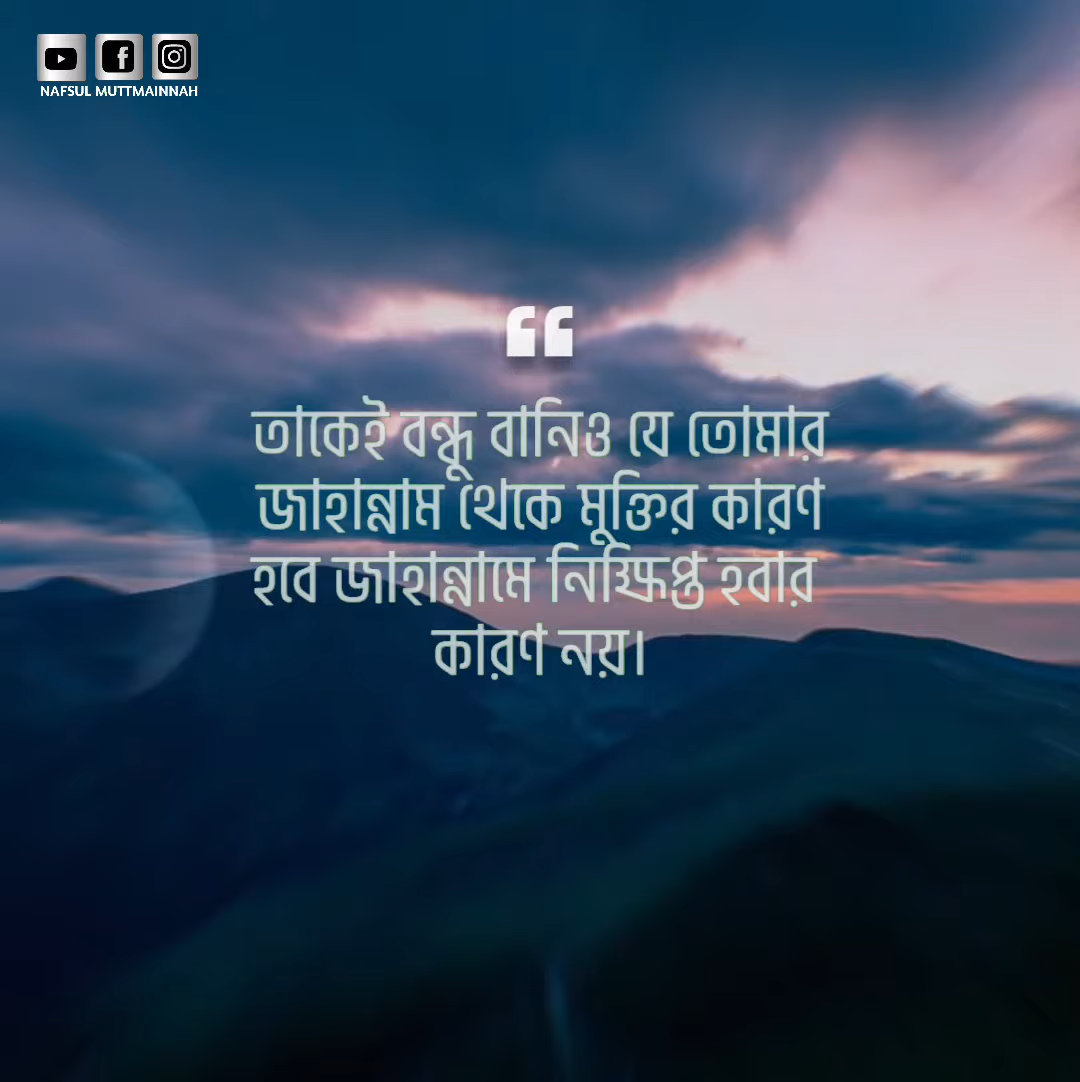 NAFSUL MUTTMAINNAH
“
তাকেই বন্ধু বানিও যে তোমার
জাহান্নাম থেকে মুক্তির কারণ
হবে জাহান্নামে নিক্ষিপ্ত হবার
কারণ নয়।